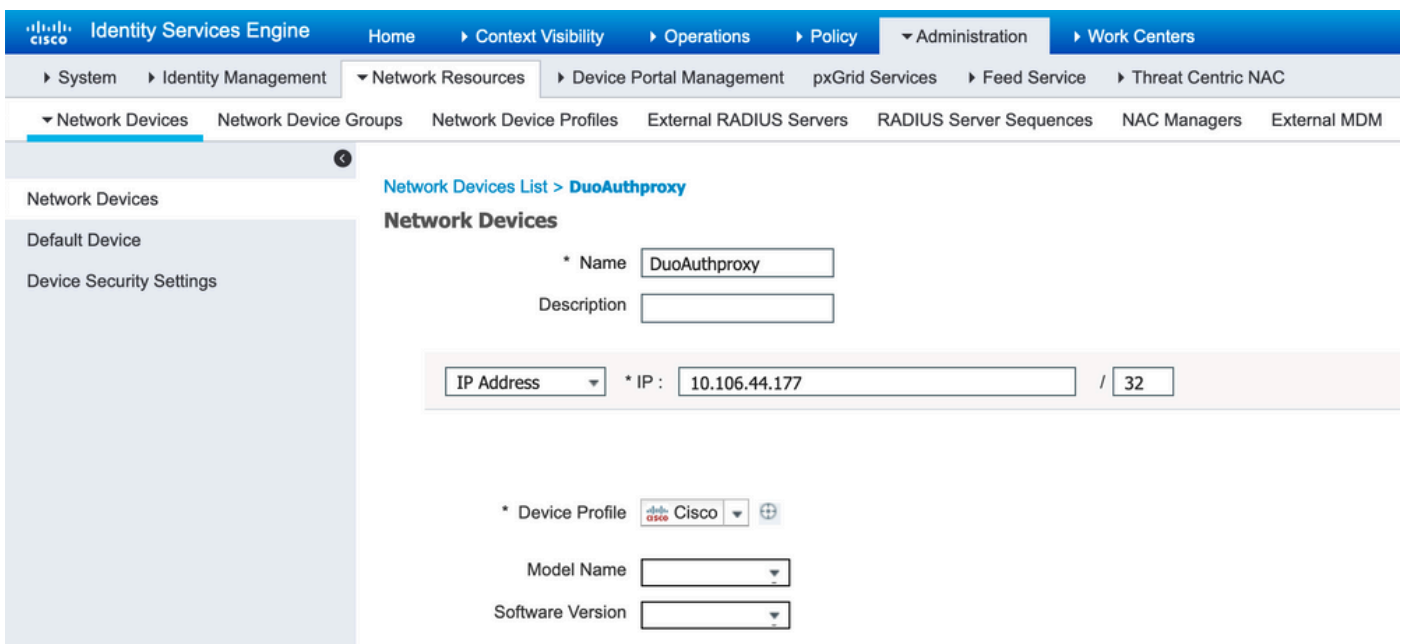 cisco Identity Services Engine Home Context Visibility Operations Policy Administration Work Centers
System Identity Management Network Resources Device Portal Management pxGrid Services Feed Service Threat Centric NAC
Network Devices Network Device Groups Network Device Profiles External RADIUS Servers RADIUS Server Sequences NAC Managers External MDM
Network Devices
Default Device
Device Security Settings
Network Devices List > DuoAuthproxy
Network Devices
* Name DuoAuthproxy
Description
IP Address * IP : 10.106.44.177 / 32
* Device Profile cisco Cisco
Model Name
Software Version